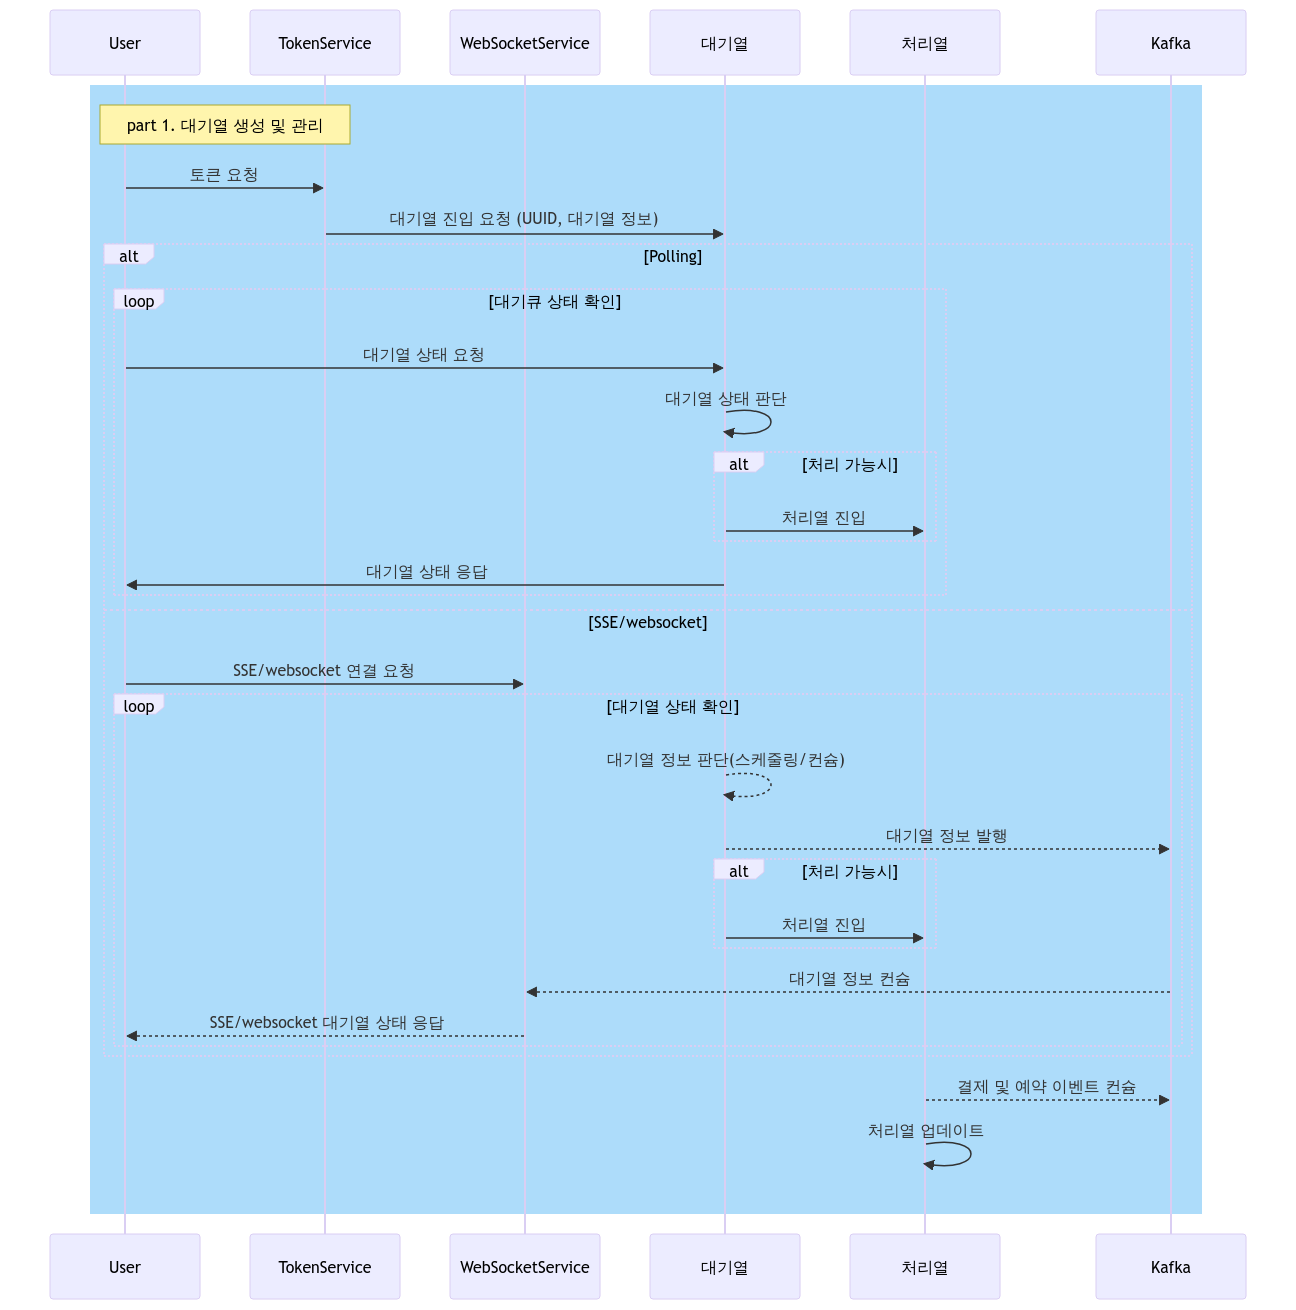 User
TokenService
WebSocketService
대기열
처리열
Kafka
part 1. 대기열 생성 및 관리
토큰 요청
대기열 진입 요청 (UUID, 대기열 정보)
alt
[Polling]
loop
[대기큐 상태 확인]
대기열 상태 요청
대기열 상태 판단
alt
[처리 가능시]
처리열 진입
대기열 상태 응답
[SSE/websocket]
SSE/websocket 연결 요청
loop
[대기열 상태 확인]
대기열 정보 판단(스케줄링/컨슘)
대기열 정보 발행
alt
[처리 가능시]
처리열 진입
대기열 정보 컨슘
SSE/websocket 대기열 상태 응답
결제 및 예약 이벤트 컨슘
처리열 업데이트
User
TokenService
WebSocketService
대기열
처리열
Kafka